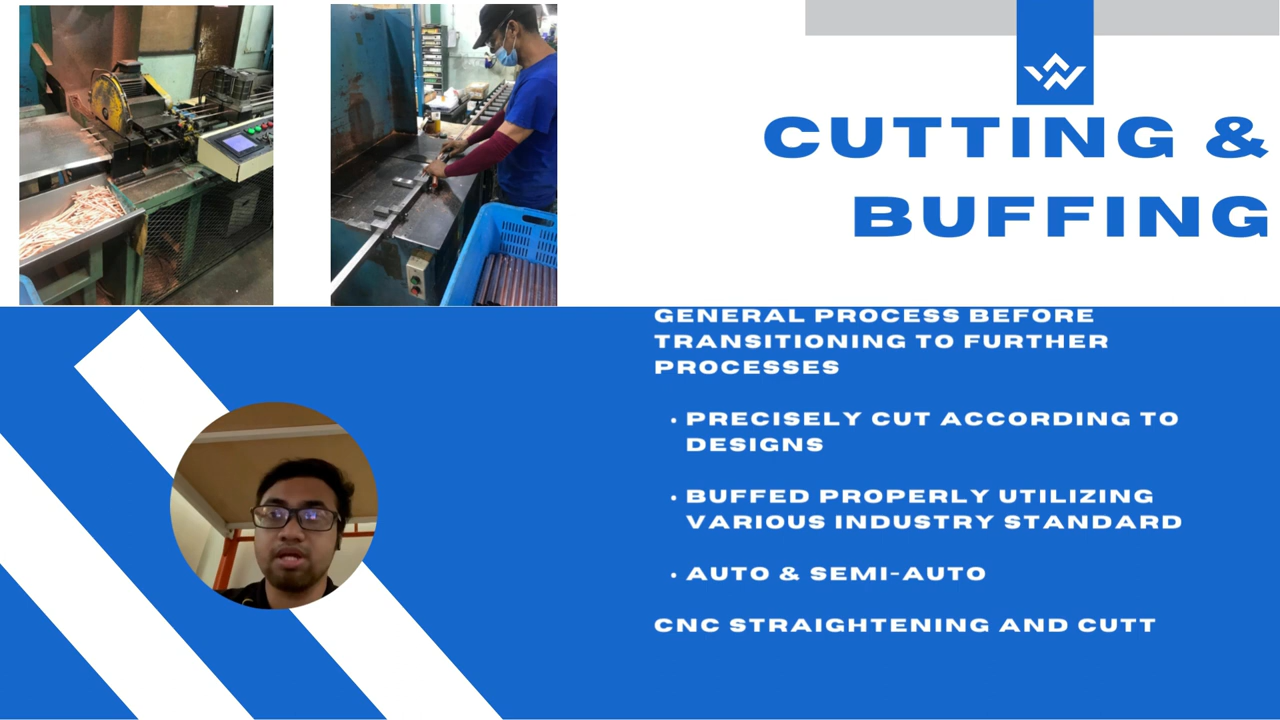 CUTTING &
BUFFING
GENERAL PROCESS BEFORE
TRANSITIONING TO FURTHER
PROCESSES
• PRECISELY CUT ACCORDING TO
DESIGNS
• BUFFED PROPERLY UTILIZING
VARIOUS INDUSTRY STANDARD
• AUTO & SEMI-AUTO
CNC STRAIGHTENING AND CUTT